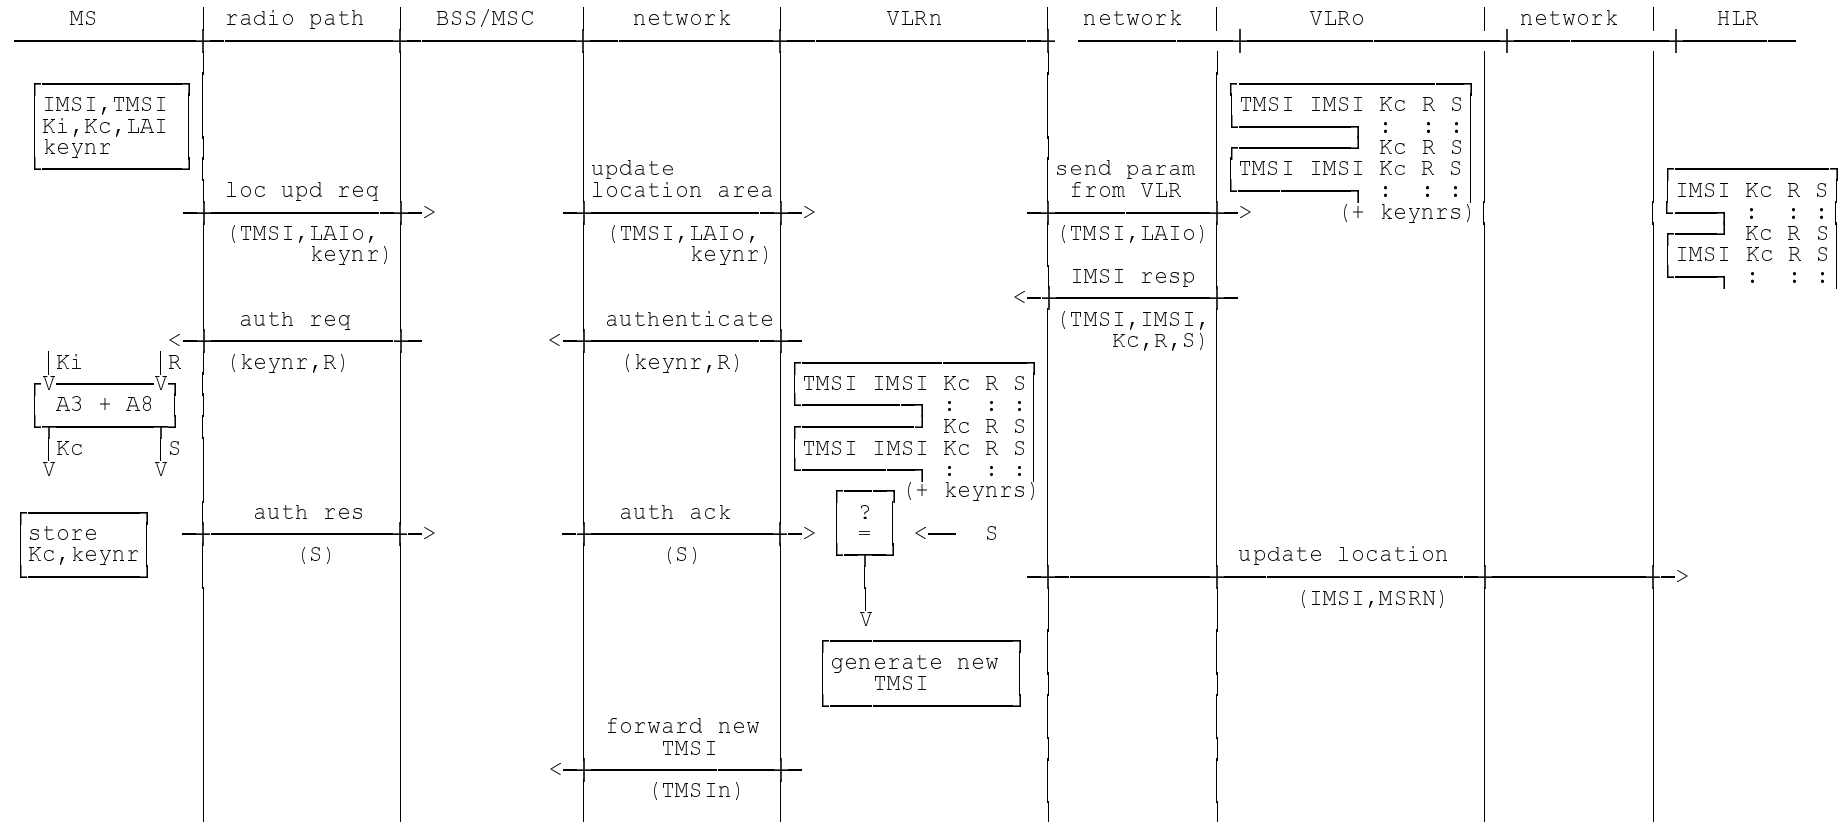 MS radio path BSS/MSC network VLRn network VLRo network HLR
IMSI,TMSI
Ki,Kc,LAI
keynr
TMSI IMSI Kc R S
: : :
Kc R S
TMSI IMSI Kc R S
: : :
(+ keynrs)
loc upd req
(TMSI,LAIo,
keynr)
update
location area
(TMSI,LAIo,
keynr)
send param
from VLR
(TMSI,LAIo)
IMSI Kc R S
: : :
Kc R S
IMSI Kc R S
: : :
IMSI resp
(TMSI,IMSI,
Kc,R,S)
auth req
(keynr,R)
authenticate
(keynr,R)
Ki R
A3 + A8
Kc S
TMSI IMSI Kc R S
: : :
Kc R S
TMSI IMSI Kc R S
: : :
(+ keynrs)
store
Kc,keynr
auth res
(S)
auth ack
(S)
?
= <— S
update location
(IMSI,MSRN)
generate new
TMSI
forward new
TMSI
(TMSIn)